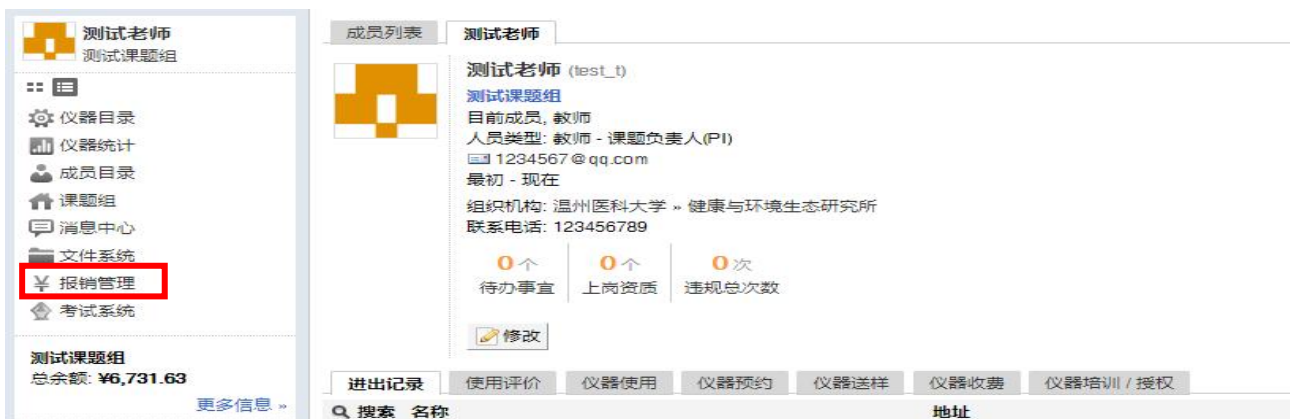 测试老师
测试课题组
仪器目录
仪器统计
成员目录
课题组
消息中心
文件系统
报销管理
考试系统
测试课题组
总余额: ¥6,731.63
更多信息 »
成员列表 测试老师
测试老师 (test_t)
测试课题组
目前成员, 教师
人员类型: 教师 - 课题负责人(PI)
1234567@qq.com
最初 - 现在
组织机构: 温州医科大学 » 健康与环境生态研究所
联系电话: 123456789
0个 0个 0次
待办事宜 上岗资质 违规总次数
修改
进出记录 使用评价 仪器使用 仪器预约 仪器送样 仪器收费 仪器培训 / 授权
搜索 名称 地址